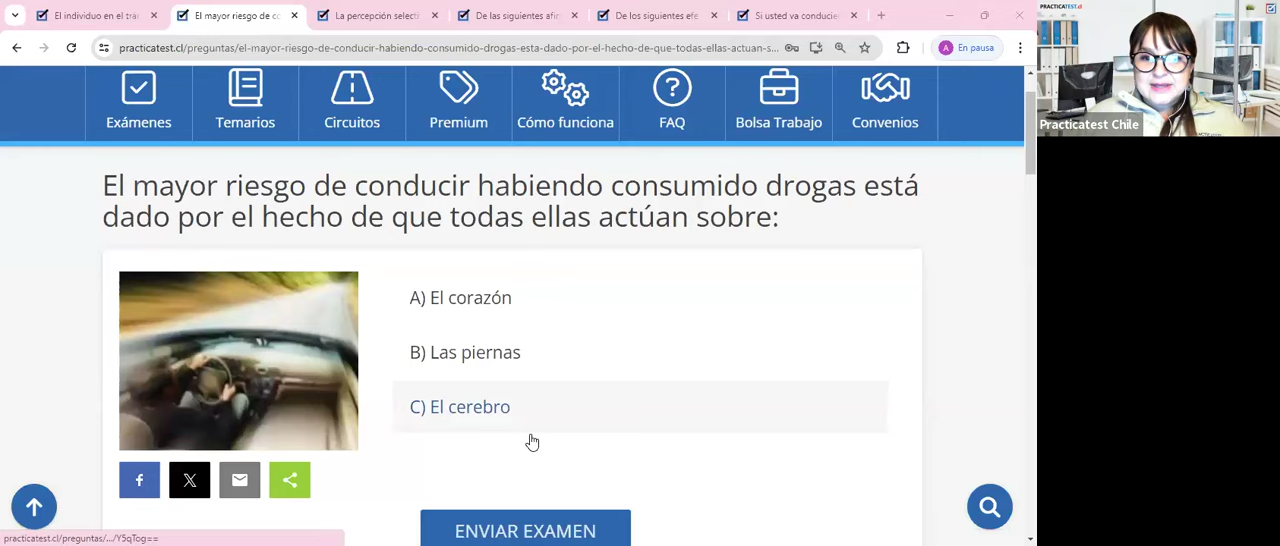 El individuo en el trán
El mayor riesgo de co
La percepción selecti
De las siguientes afir
De los siguientes efe
Si usted va conducie
practicatest.cl/preguntas/el-mayor-riesgo-de-conducir-habiendo-consumido-drogas-esta-dado-por-el-hecho-de-que-todas-ellas-actuan-s...
A
En pausa
PRACTICATEST.cl
Practicatest Chile
Exámenes
Temarios
Circuitos
Premium
Cómo funciona
FAQ
Bolsa Trabajo
Convenios
El mayor riesgo de conducir habiendo consumido drogas está
dado por el hecho de que todas ellas actúan sobre:
A) El corazón
B) Las piernas
C) El cerebro
ENVIAR EXAMEN
practicatest.cl/preguntas/.../Y5qTog==